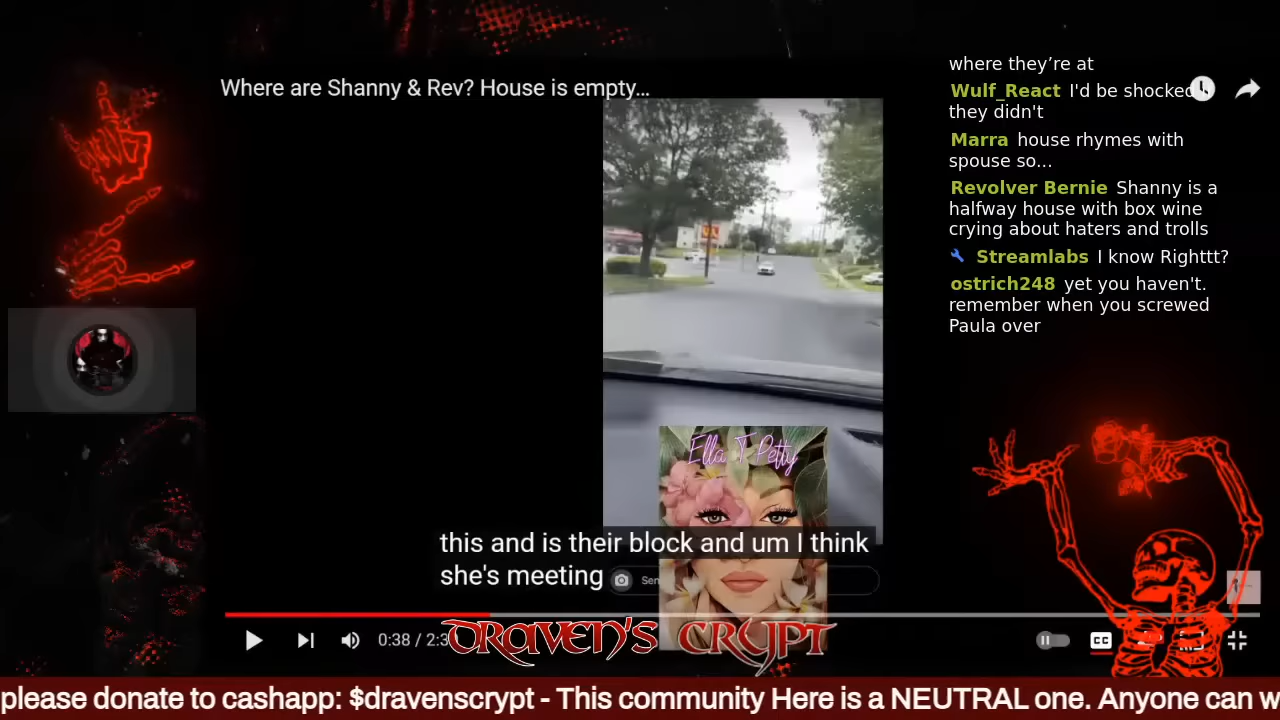 Where are Shanny & Rev? House is empty...
where they're at
Wulf_React I'd be shocked
they didn't
Marra house rhymes with
spouse so...
Revolver Bernie Shanny is a
halfway house with box wine
crying about haters and trolls
Streamlabs I know Righttt?
ostrich248 yet you haven't.
remember when you screwed
Paula over
Ella T Petty
this and is their block and um I think
she's meeting
Sen
0:38 / 2:3
CC
DRAVEN'S CRYPT
please donate to cashapp: $dravenscrypt - This community Here is a NEUTRAL one. Anyone can w